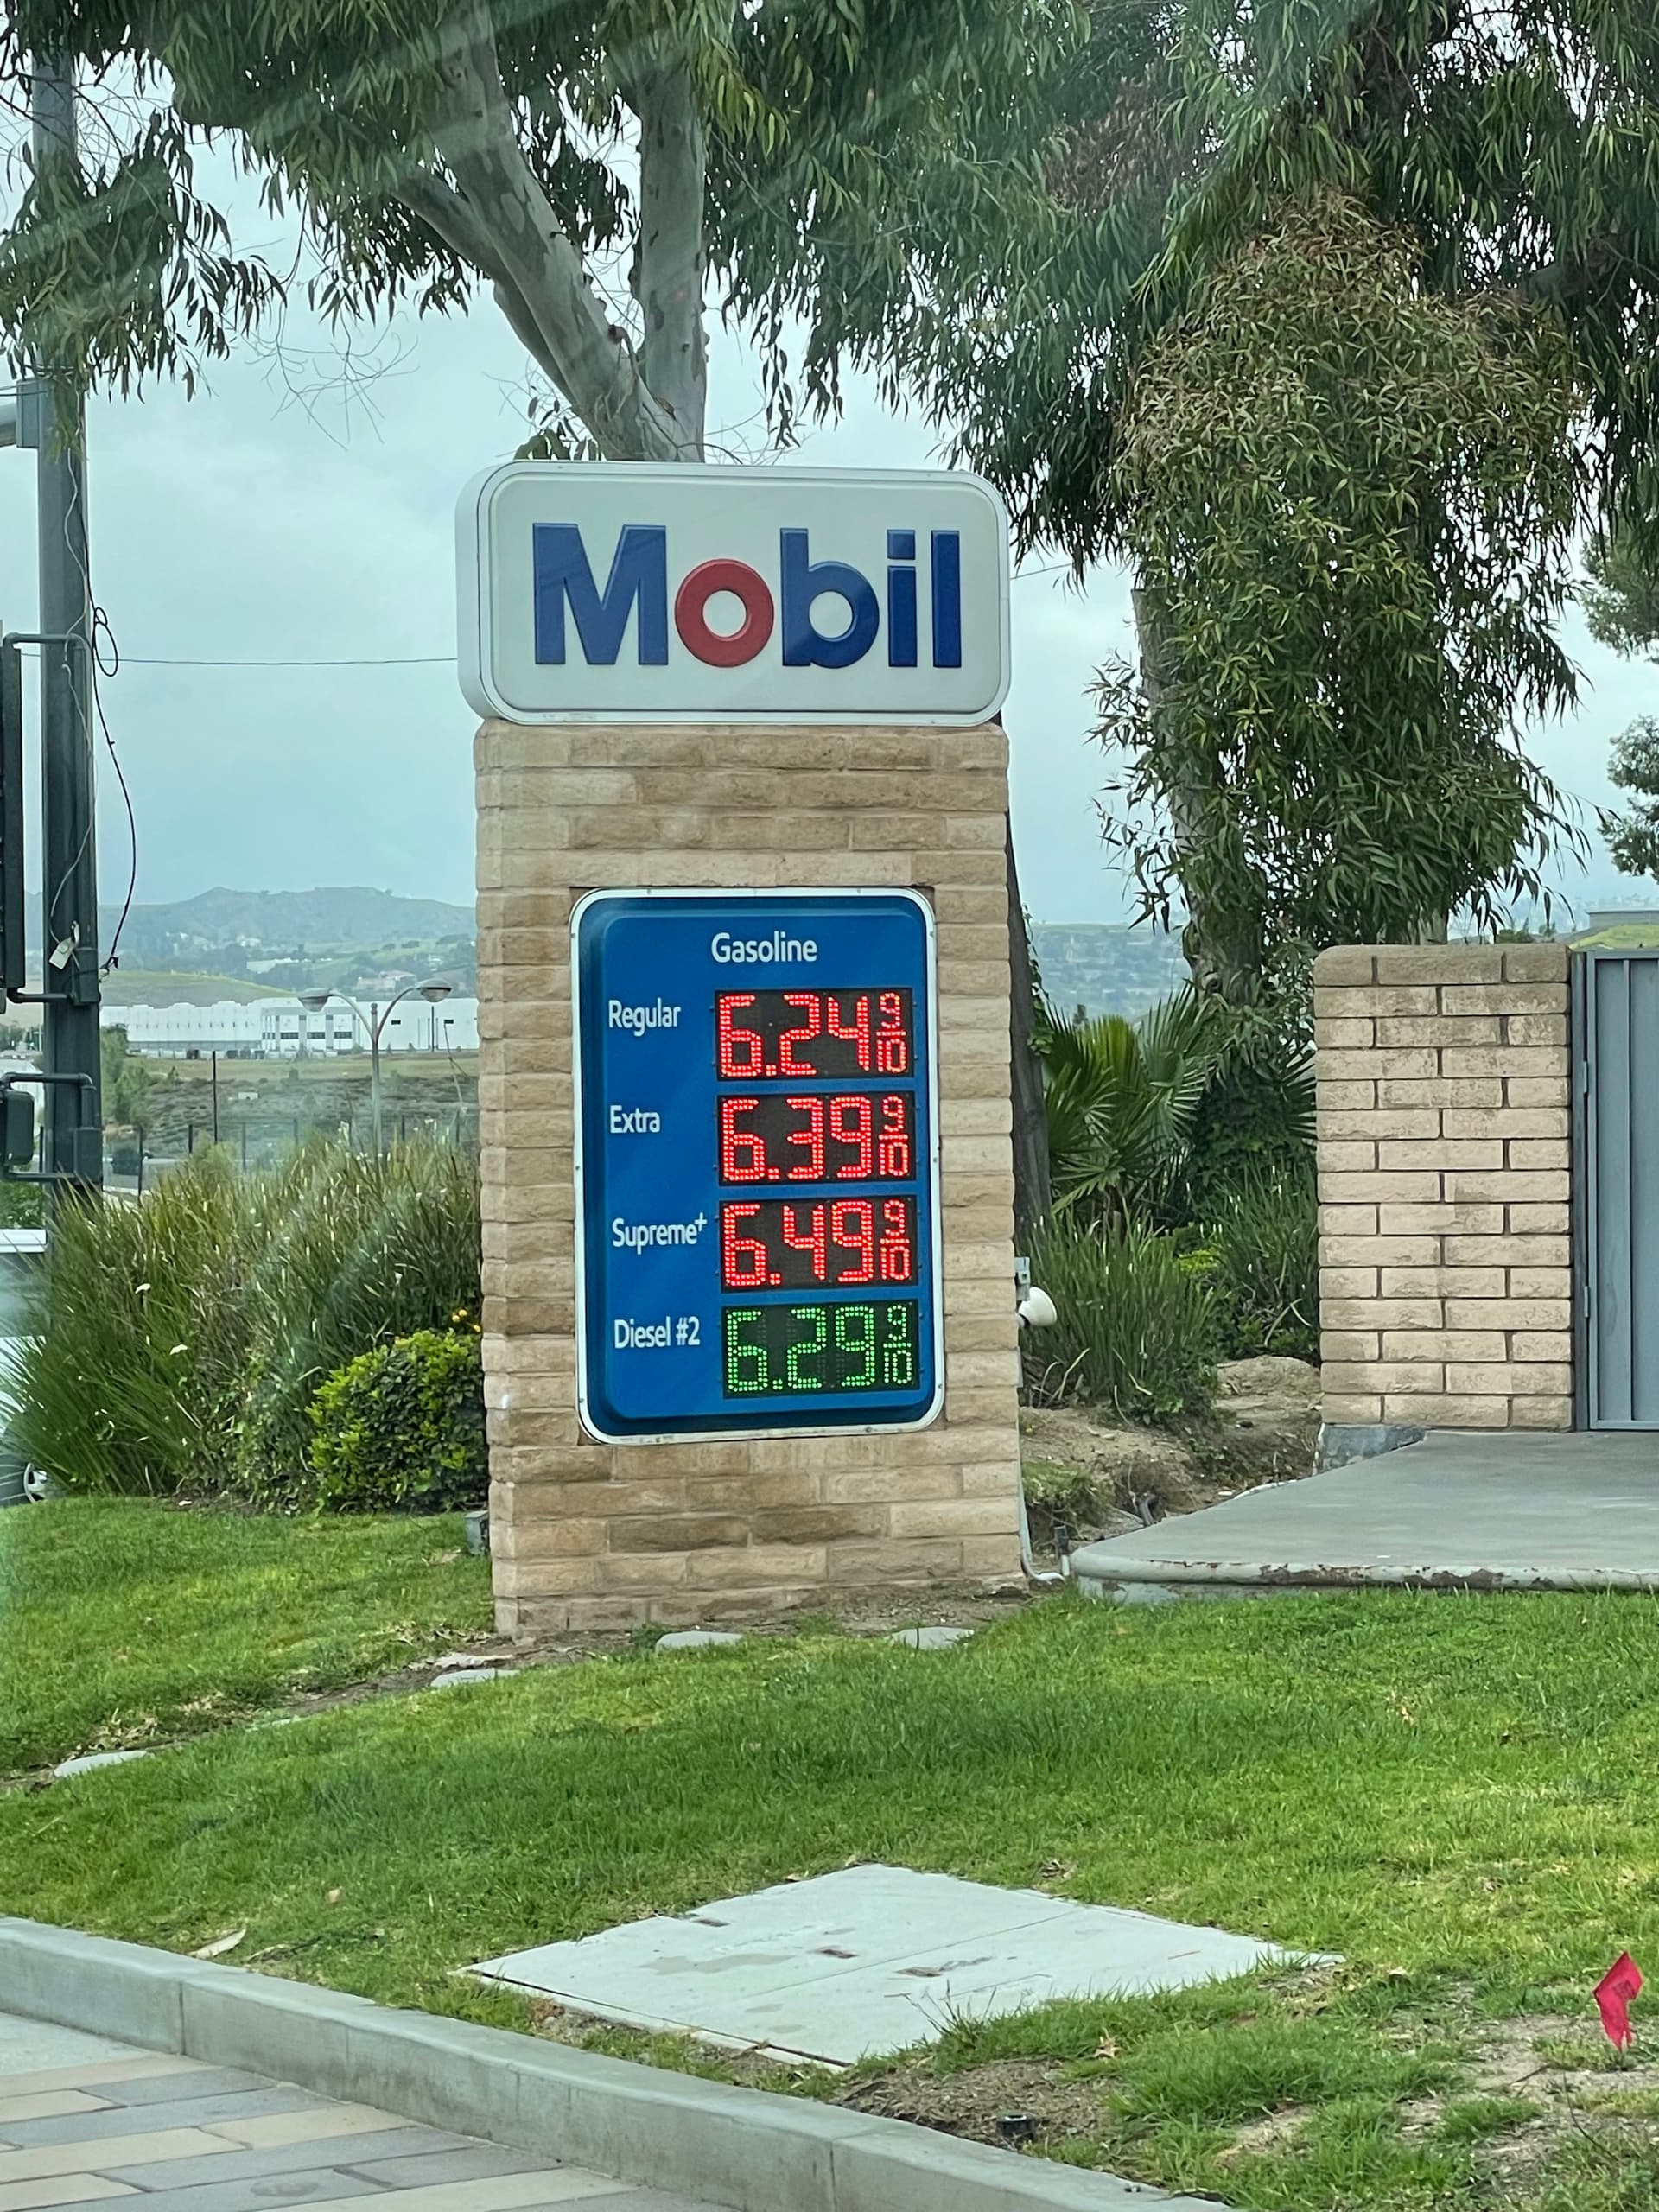 Mobil
Gasoline
Regular 6.24 9/10
Extra 6.39 9/10
Supreme+ 6.49 9/10
Diesel #2 6.29 9/10